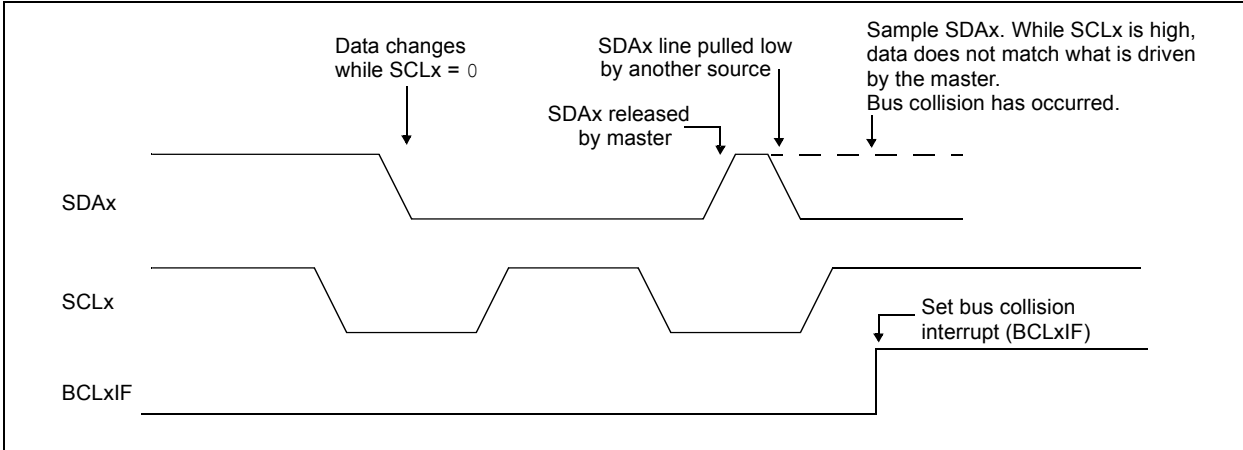 Data changes
while SCLx = 0
SDAx line pulled low
by another source
SDAx released
by master
Sample SDAx. While SCLx is high,
data does not match what is driven
by the master.
Bus collision has occurred.
SDAx
SCLx
Set bus collision
interrupt (BCLxIF)
BCLxIF